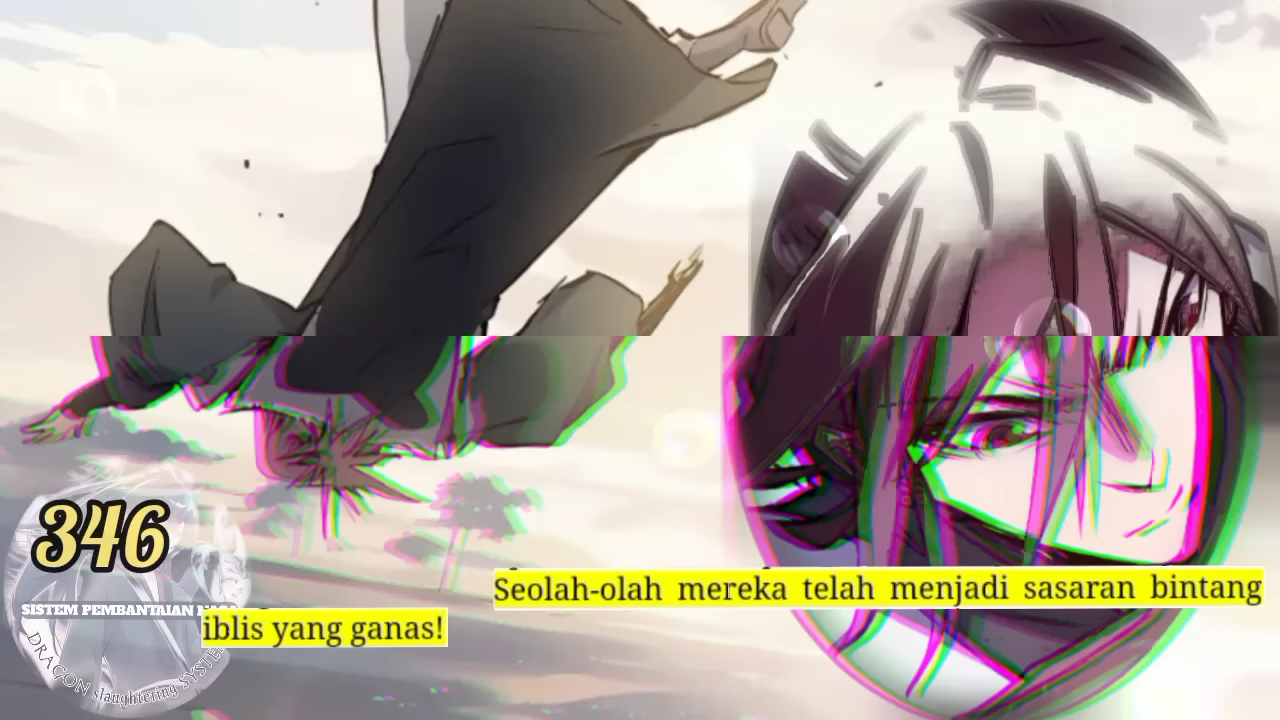 346
SISTEM PEMBANTAIAN
DRAGON slaughtering SYSTEM
Seolah-olah mereka telah menjadi sasaran bintang
iblis yang ganas!